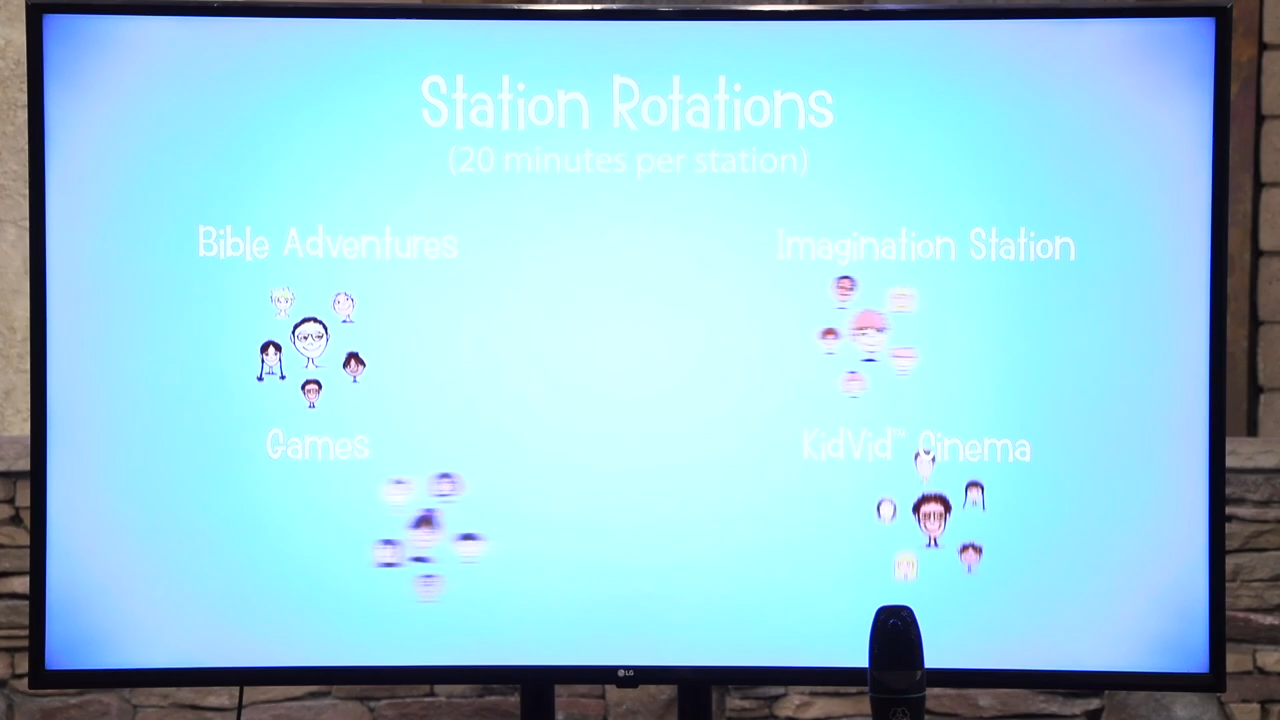 Station Rotations
(20 minutes per station)
Bible Adventures
Imagination Station
Games
KidVid™ Cinema
LG